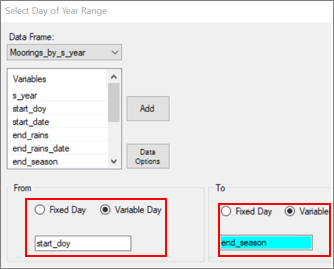 Select Day of Year Range
Data Frame:
Moorings_by_s_year
Variables
s_year
start_doy
start_date
end_rains
end_rains_date
end_season
Add
Data
Options
From
Fixed Day Variable Day
start_doy
To
Fixed Day Variable
end_season